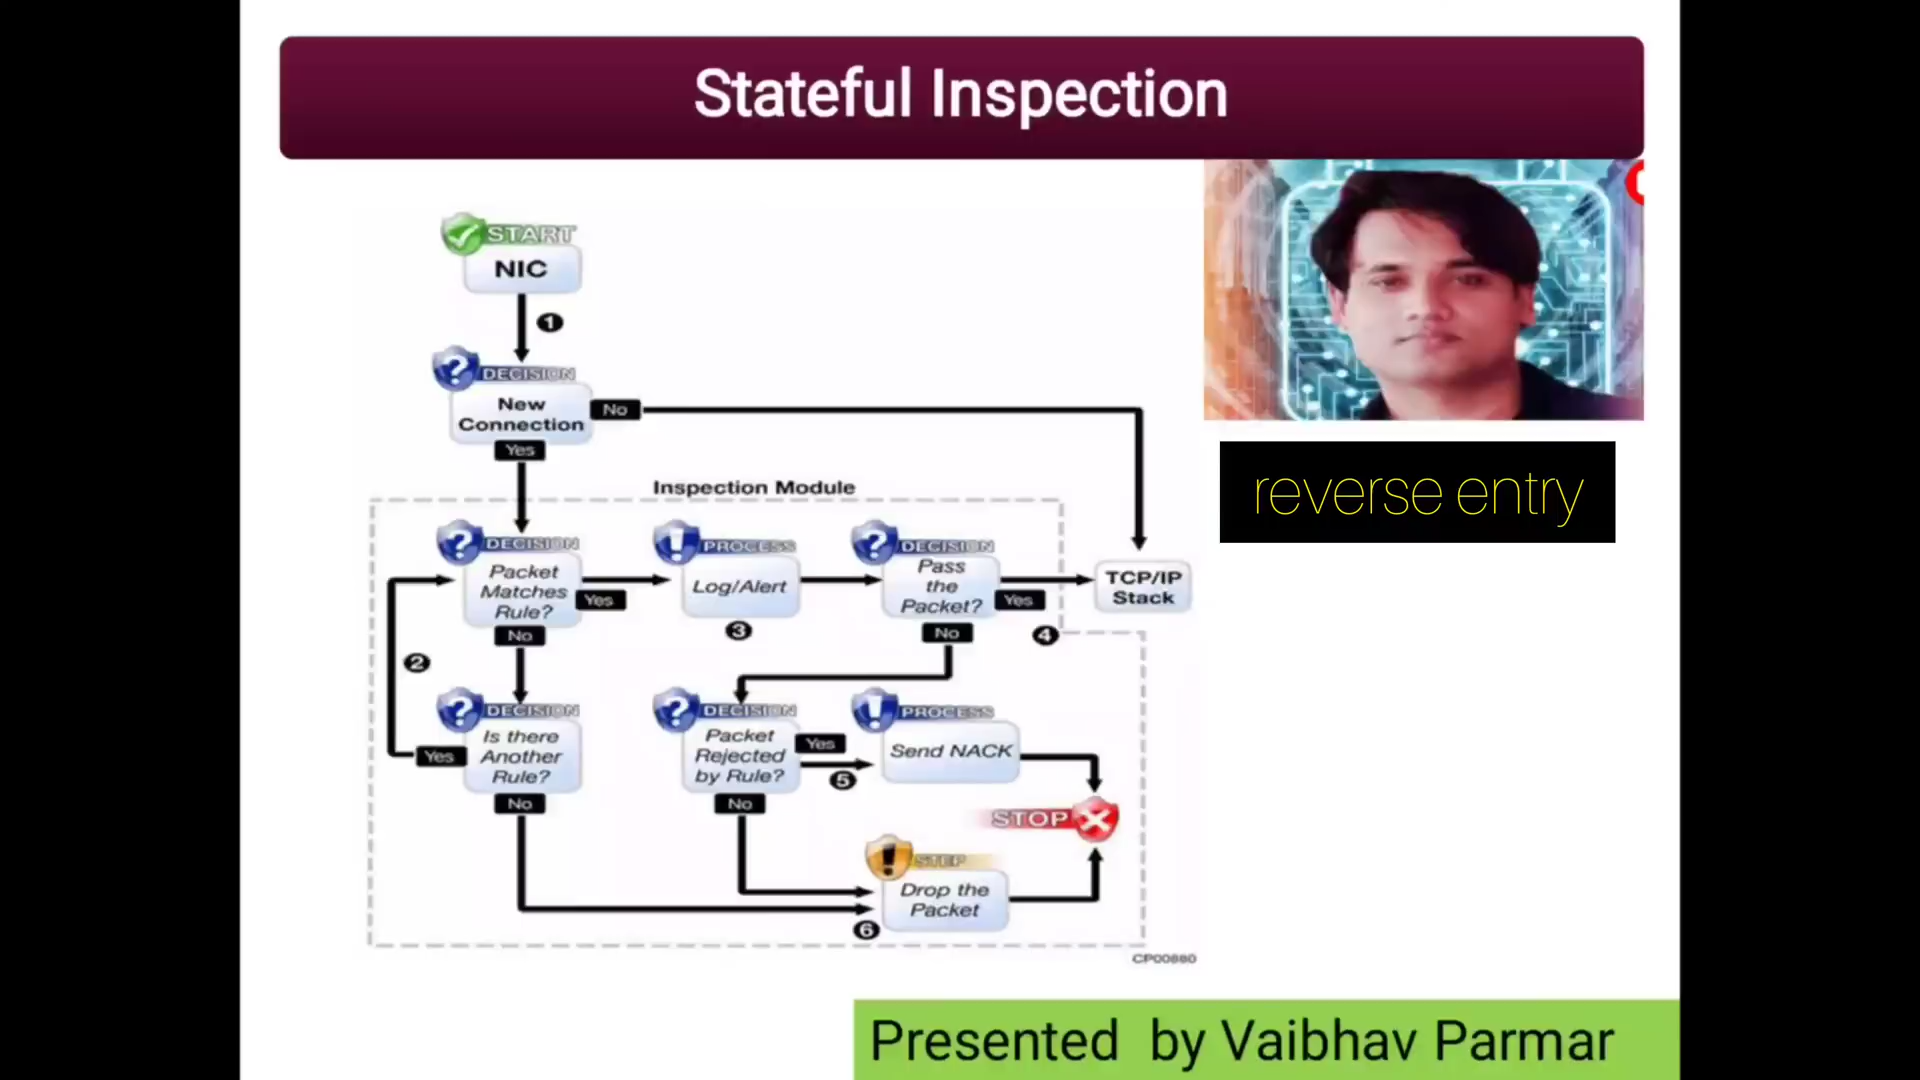 Stateful Inspection
START
NIC
1
DECISION
New
Connection
No
Yes
Inspection Module
DECISION
Packet
Matches
Rule?
Yes
No
PROCESS
Log/Alert
3
DECISION
Pass
the
Packet?
Yes
No
4
TCP/IP
Stack
reverse entry
2
DECISION
Is there
Another
Rule?
Yes
No
DECISION
Packet
Rejected
by Rule?
Yes
5
No
PROCESS
Send NACK
STOP
STEP
Drop the
Packet
6
CP00880
Presented by Vaibhav Parmar